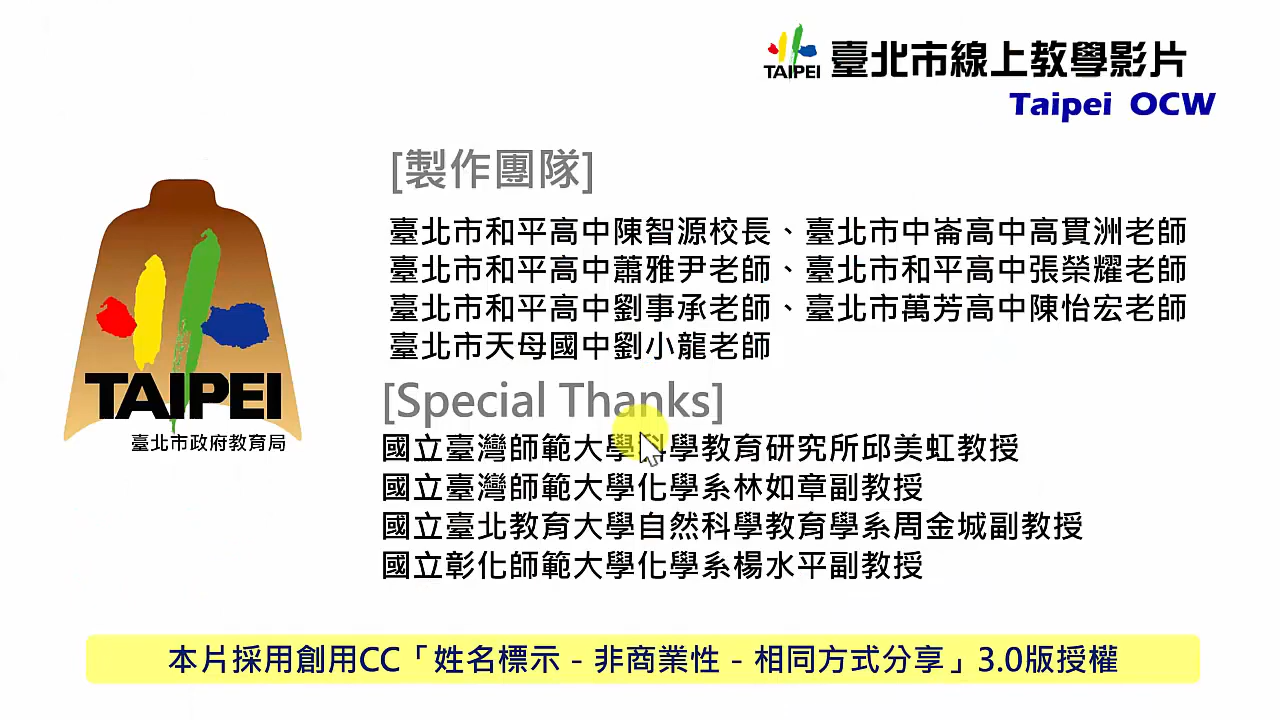 TAIPEI 臺北市線上教學影片
Taipei OCW
[製作團隊]
臺北市和平高中陳智源校長、臺北市中崙高中高貫洲老師
臺北市和平高中蕭雅尹老師、臺北市和平高中張榮耀老師
臺北市和平高中劉事承老師、臺北市萬芳高中陳怡宏老師
臺北市天母國中劉小龍老師
TAIPEI
臺北市政府教育局
[Special Thanks]
國立臺灣師範大學科學教育研究所邱美虹教授
國立臺灣師範大學化學系林如章副教授
國立臺北教育大學自然科學教育學系周金城副教授
國立彰化師範大學化學系楊水平副教授
本片採用創用CC「姓名標示－非商業性－相同方式分享」3.0版授權